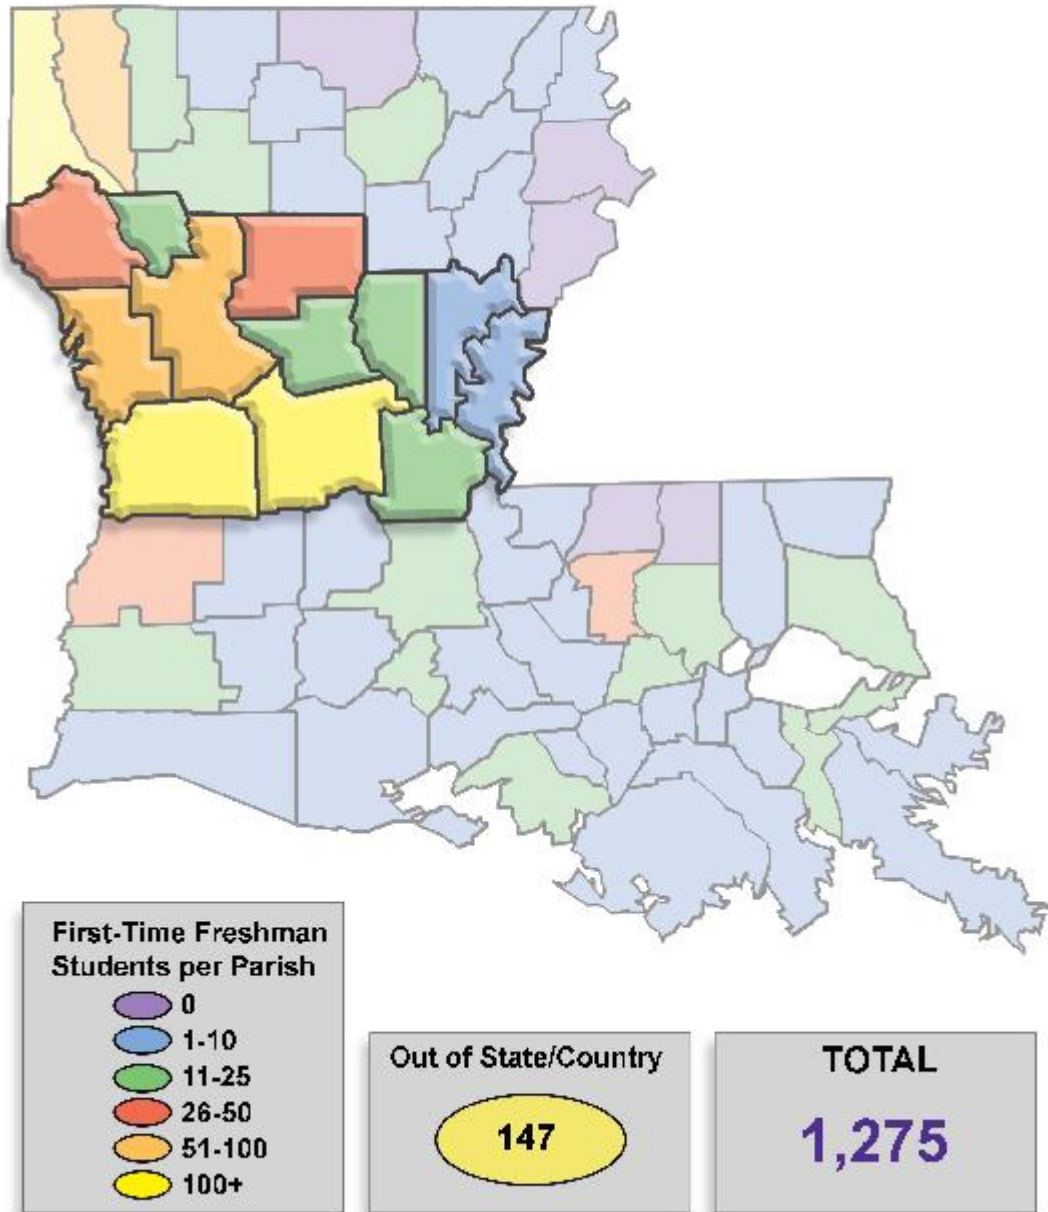 First-Time Freshman
Students per Parish
0
1-10
11-25
26-50
51-100
100+
Out of State/Country
147
TOTAL
1,275